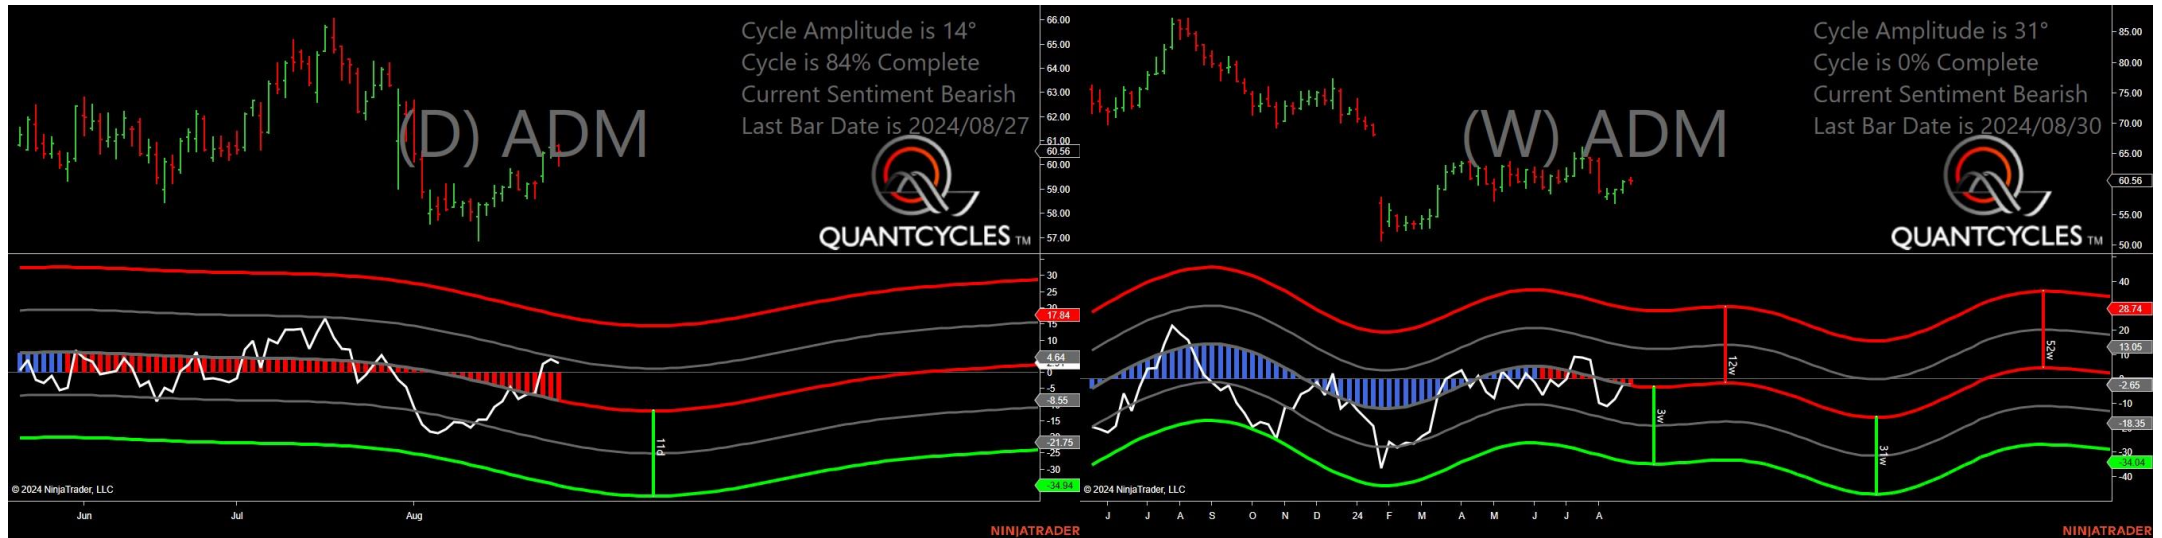 Cycle Amplitude is 14°
Cycle is 84% Complete
Current Sentiment Bearish
Last Bar Date is 2024/08/27
(D) ADM
QUANTCYCLES TM
66.00
65.00
64.00
63.00
62.00
61.00
60.56
60.00
59.00
58.00
57.00
30
25
17.84
15
10
4.64
0
-5
-8.55
-21.75
-25
-30
-34.94
11d
© 2024 NinjaTrader, LLC
Jun Jul Aug
NINJATRADER
Cycle Amplitude is 31°
Cycle is 0% Complete
Current Sentiment Bearish
Last Bar Date is 2024/08/30
(W) ADM
QUANTCYCLES TM
85.00
80.00
75.00
70.00
65.00
60.56
55.00
50.00
40
28.74
20
13.05
-2.65
-10
-18.35
-34.04
-40
12w
3w
31w
52w
© 2024 NinjaTrader, LLC
J J A S O N D 24 F M A M J J A
NINJATRADER